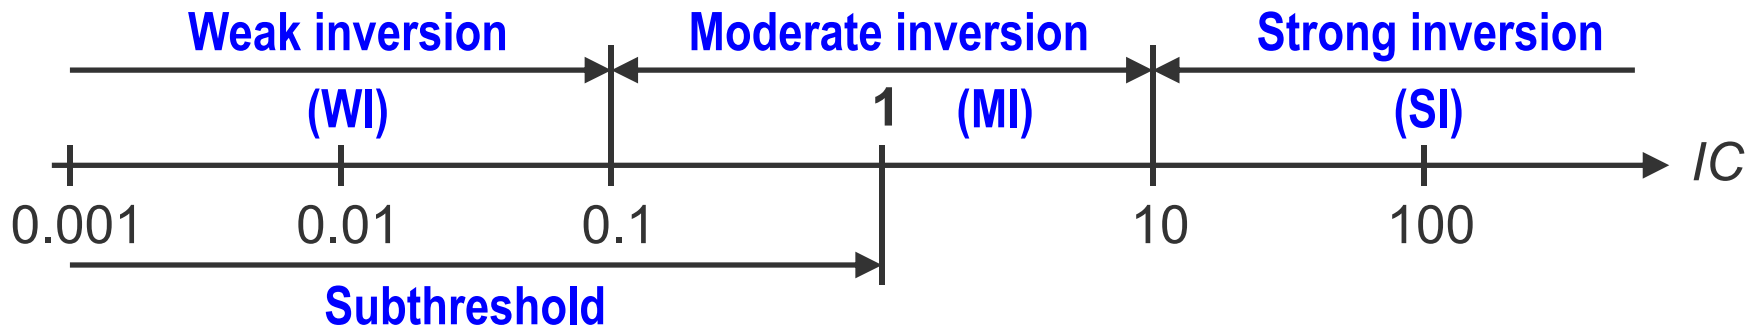 Weak inversion Moderate inversion Strong inversion
(WI) 1 (MI) (SI)
IC
0.001 0.01 0.1 10 100
Subthreshold